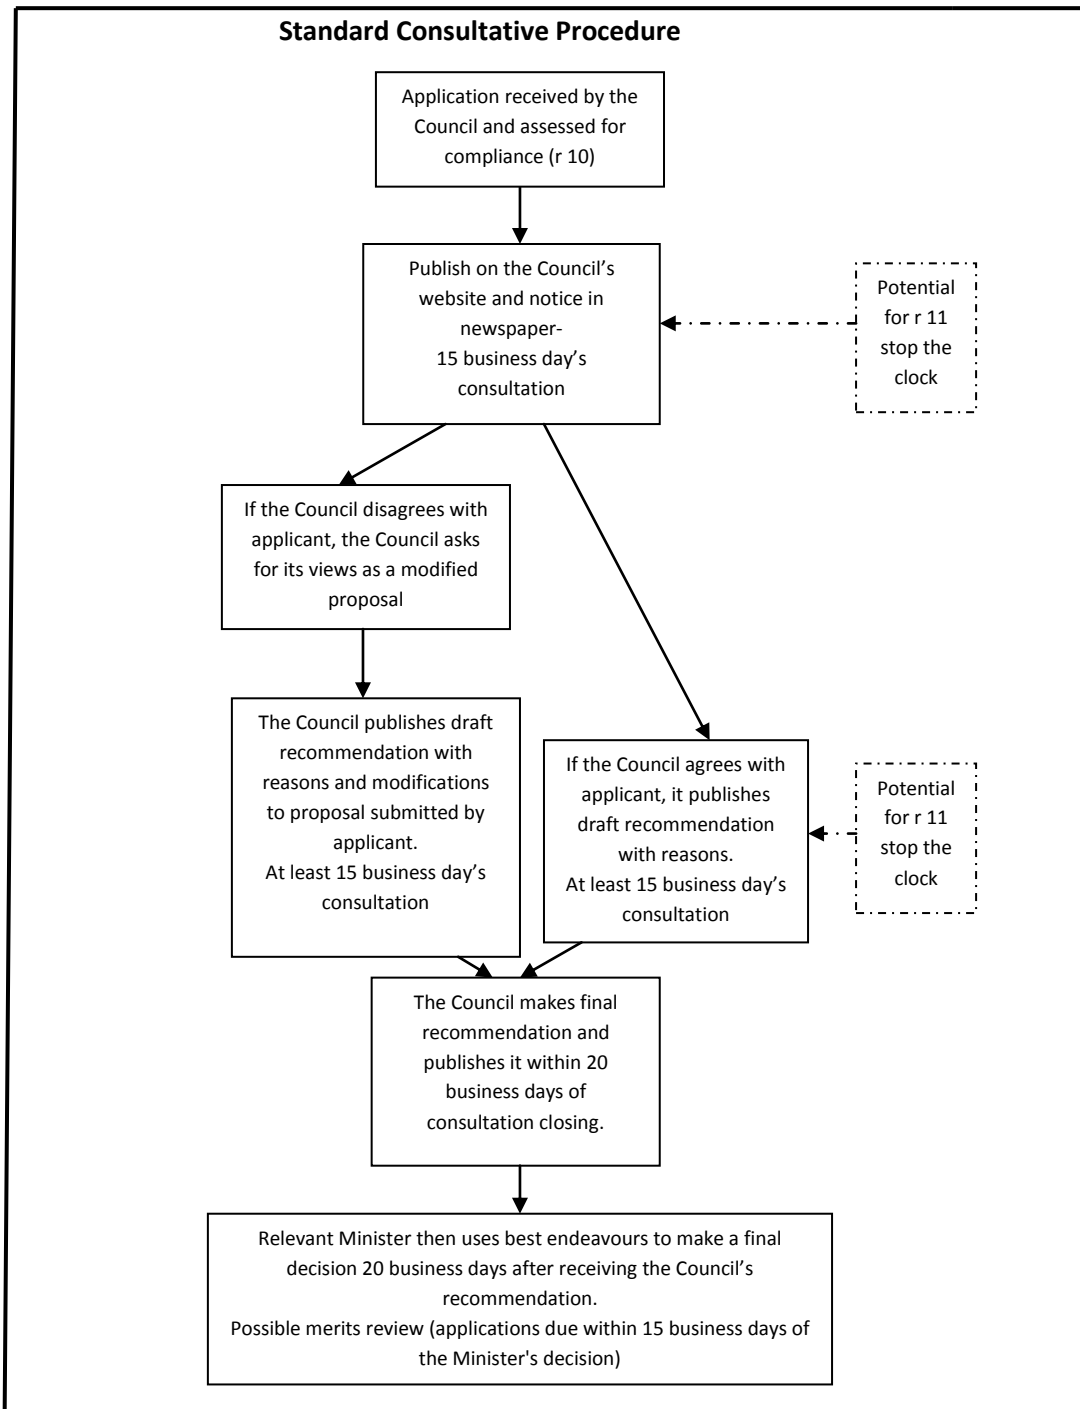 Standard Consultative Procedure
Application received by the
Council and assessed for
compliance (r 10)
Publish on the Council's
website and notice in
newspaper-
15 business day's
consultation
Potential
for r 11
stop the
clock
If the Council disagrees with
applicant, the Council asks
for its views as a modified
proposal
The Council publishes draft
recommendation with
reasons and modifications
to proposal submitted by
applicant.
At least 15 business day's
consultation
If the Council agrees with
applicant, it publishes
draft recommendation
with reasons.
At least 15 business day's
consultation
Potential
for r 11
stop the
clock
The Council makes final
recommendation and
publishes it within 20
business days of
consultation closing.
Relevant Minister then uses best endeavours to make a final
decision 20 business days after receiving the Council's
recommendation.
Possible merits review (applications due within 15 business days of
the Minister's decision)